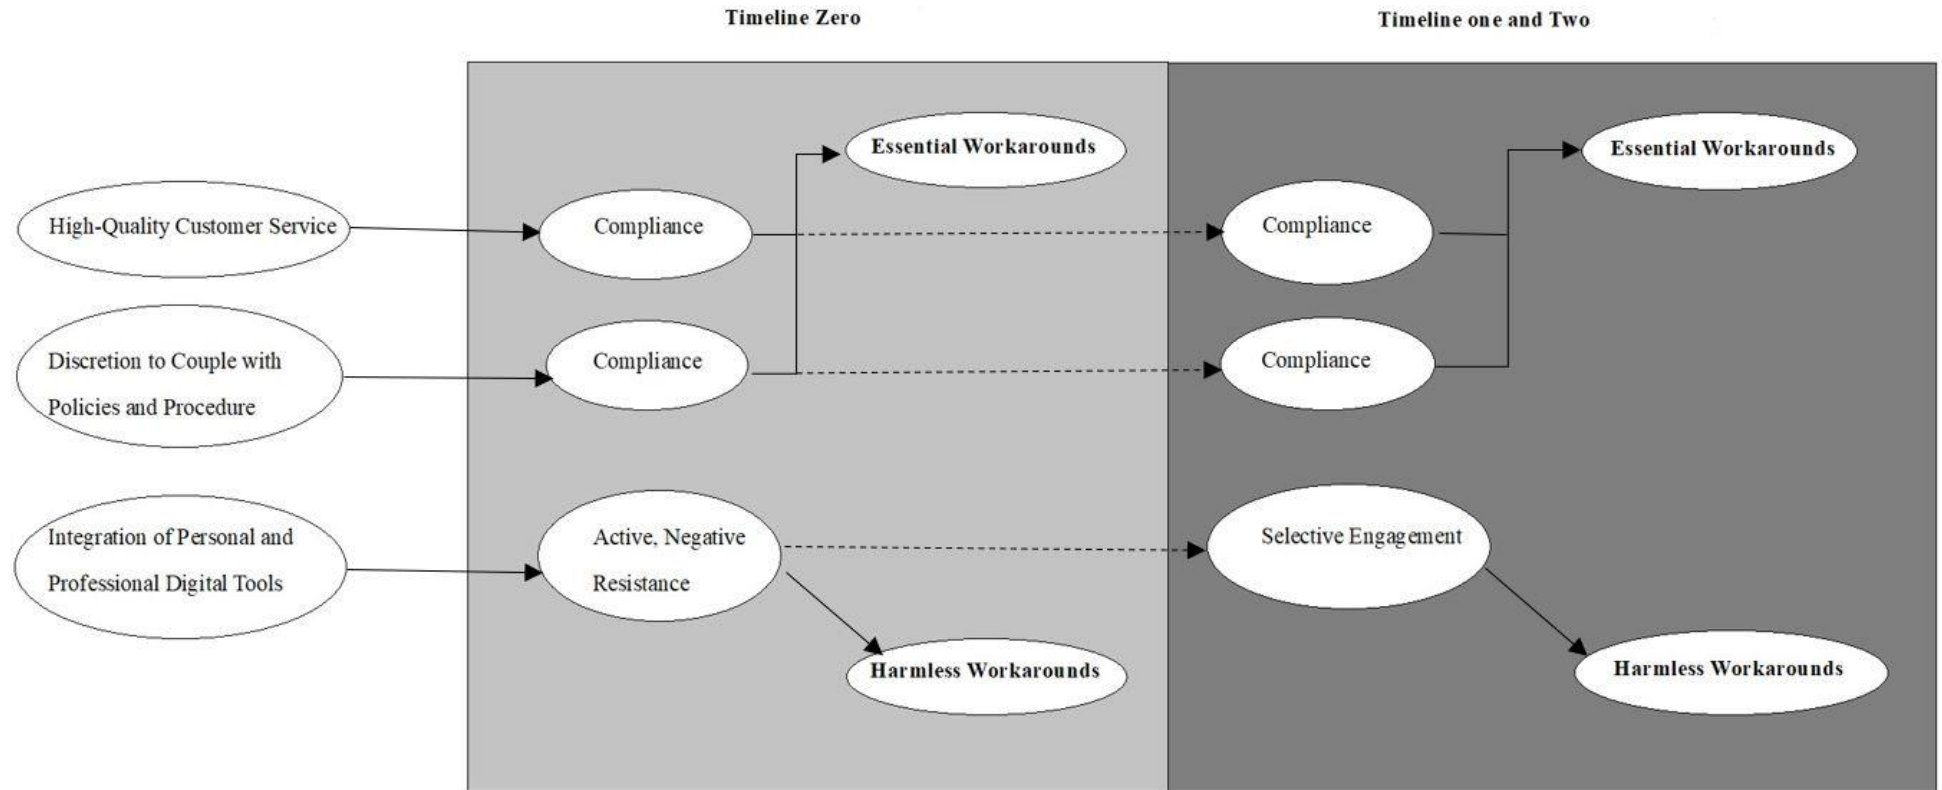 Timeline Zero
Timeline one and Two
Essential Workarounds
Essential Workarounds
High-Quality Customer Service
Compliance
Compliance
Discretion to Couple with
Policies and Procedure
Compliance
Compliance
Integration of Personal and
Professional Digital Tools
Active, Negative
Resistance
Selective Engagement
Harmless Workarounds
Harmless Workarounds